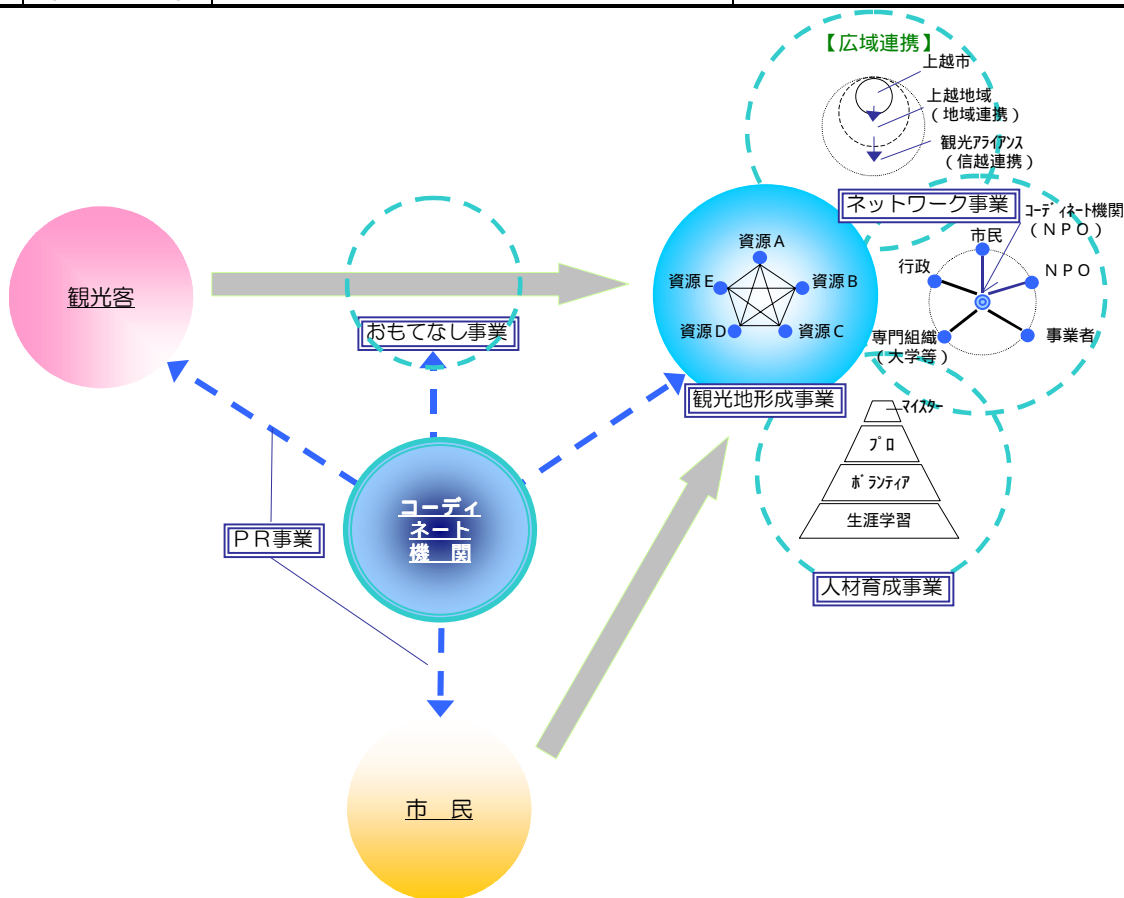 【広域連携】
上越市
上越地域
（地域連携）
観光アライアンス
（信越連携）
ネットワーク事業
コーディネート機関
（ＮＰＯ）
市民
行政
ＮＰＯ
専門組織
（大学等）
事業者
観光客
資源Ａ
資源Ｅ
資源Ｂ
資源Ｄ
資源Ｃ
おもてなし事業
観光地形成事業
マイスター
プロ
ボランティア
生涯学習
人材育成事業
コーディ
ネート
機　関
ＰＲ事業
市　民